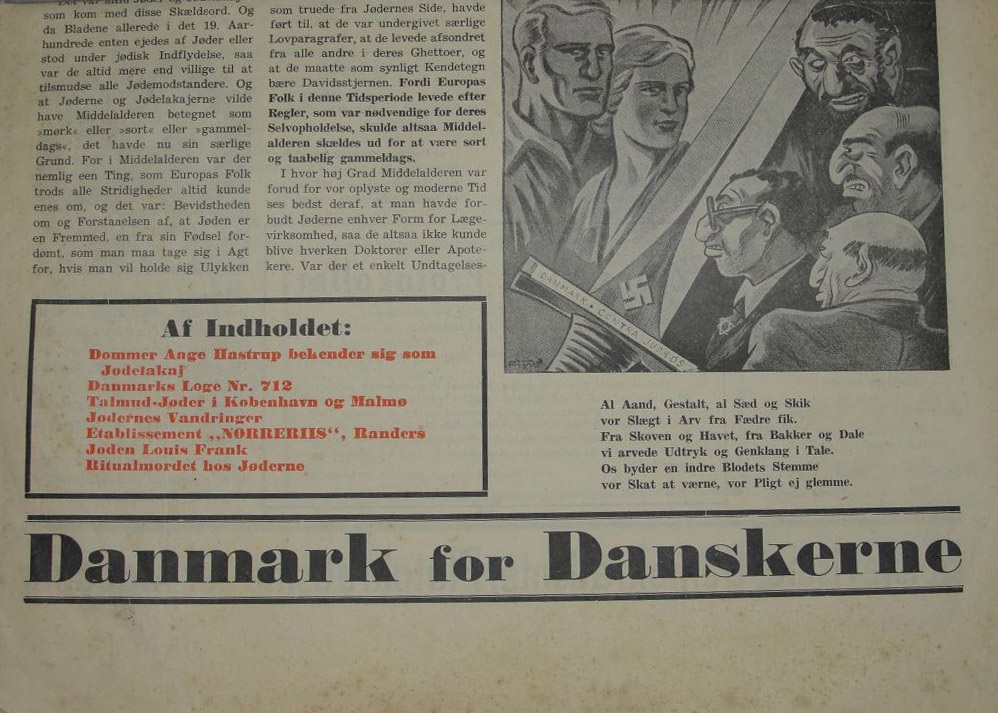 Det var altid Jøder og
som kom med disse Skældsord. Og
da Bladene allerede i det 19. Aar-
hundrede enten ejedes af Jøder eller
stod under jødisk Indflydelse, saa
var de altid mere end villige til at
tilsmudse alle Jødemodstandere. Og
at Jøderne og Jødelakajerne vilde
have Middelalderen betegnet som
»mørk« eller »sort« eller »gammel-
dags«, det havde nu sin særlige
Grund. For i Middelalderen var der
nemlig een Ting, som Europas Folk
trods alle Stridigheder altid kunde
enes om, og det var: Bevidstheden
om og Forstaaelsen af, at Jøden er
en Fremmed, en fra sin Fødsel for-
dømt, som man maa tage sig i Agt
for, hvis man vil holde sig Ulykken
som truede fra Jødernes Side, havde
ført til, at de var undergivet særlige
Lovparagrafer, at de levede afsondret
fra alle andre i deres Ghettoer, og
at de maatte som synligt Kendetegn
bære Davidsstjernen. Fordi Europas
Folk i denne Tidsperiode levede efter
Regler, som var nødvendige for deres
Selvopholdelse, skulde altsaa Middel-
alderen skældes ud for at være sort
og taabelig gammeldags.
I hvor høj Grad Middelalderen var
forud for vor oplyste og moderne Tid
ses bedst deraf, at man havde for-
budt Jøderne enhver Form for Læge-
virksomhed, saa de altsaa ikke kunde
blive hverken Doktorer eller Apote-
kere. Var der et enkelt Undtagelses-
DANMARK • CONTRA JUDÆOS
Af Indholdet:
Dommer Aage Hastrup bekender sig som
Jødelakaj
Danmarks Loge Nr. 712
Talmud-Jøder i København og Malmø
Jødernes Vandringer
Etablissement „NØRRERIIS“, Randers
Jøden Louis Frank
Ritualmordet hos Jøderne
Al Aand, Gestalt, al Sæd og Skik
vor Slægt i Arv fra Fædre fik.
Fra Skoven og Havet, fra Bakker og Dale
vi arvede Udtryk og Genklang i Tale.
Os byder en indre Blodets Stemme
vor Skat at værne, vor Pligt ej glemme.
Danmark for Danskerne